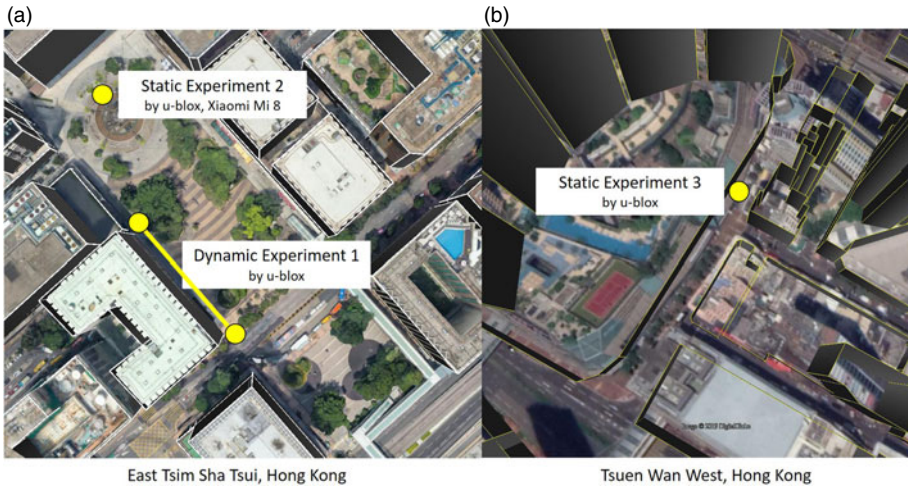 (a)
(b)
Static Experiment 2
by u-blox, Xiaomi Mi 8
Dynamic Experiment 1
by u-blox
Static Experiment 3
by u-blox
East Tsim Sha Tsui, Hong Kong
Tsuen Wan West, Hong Kong